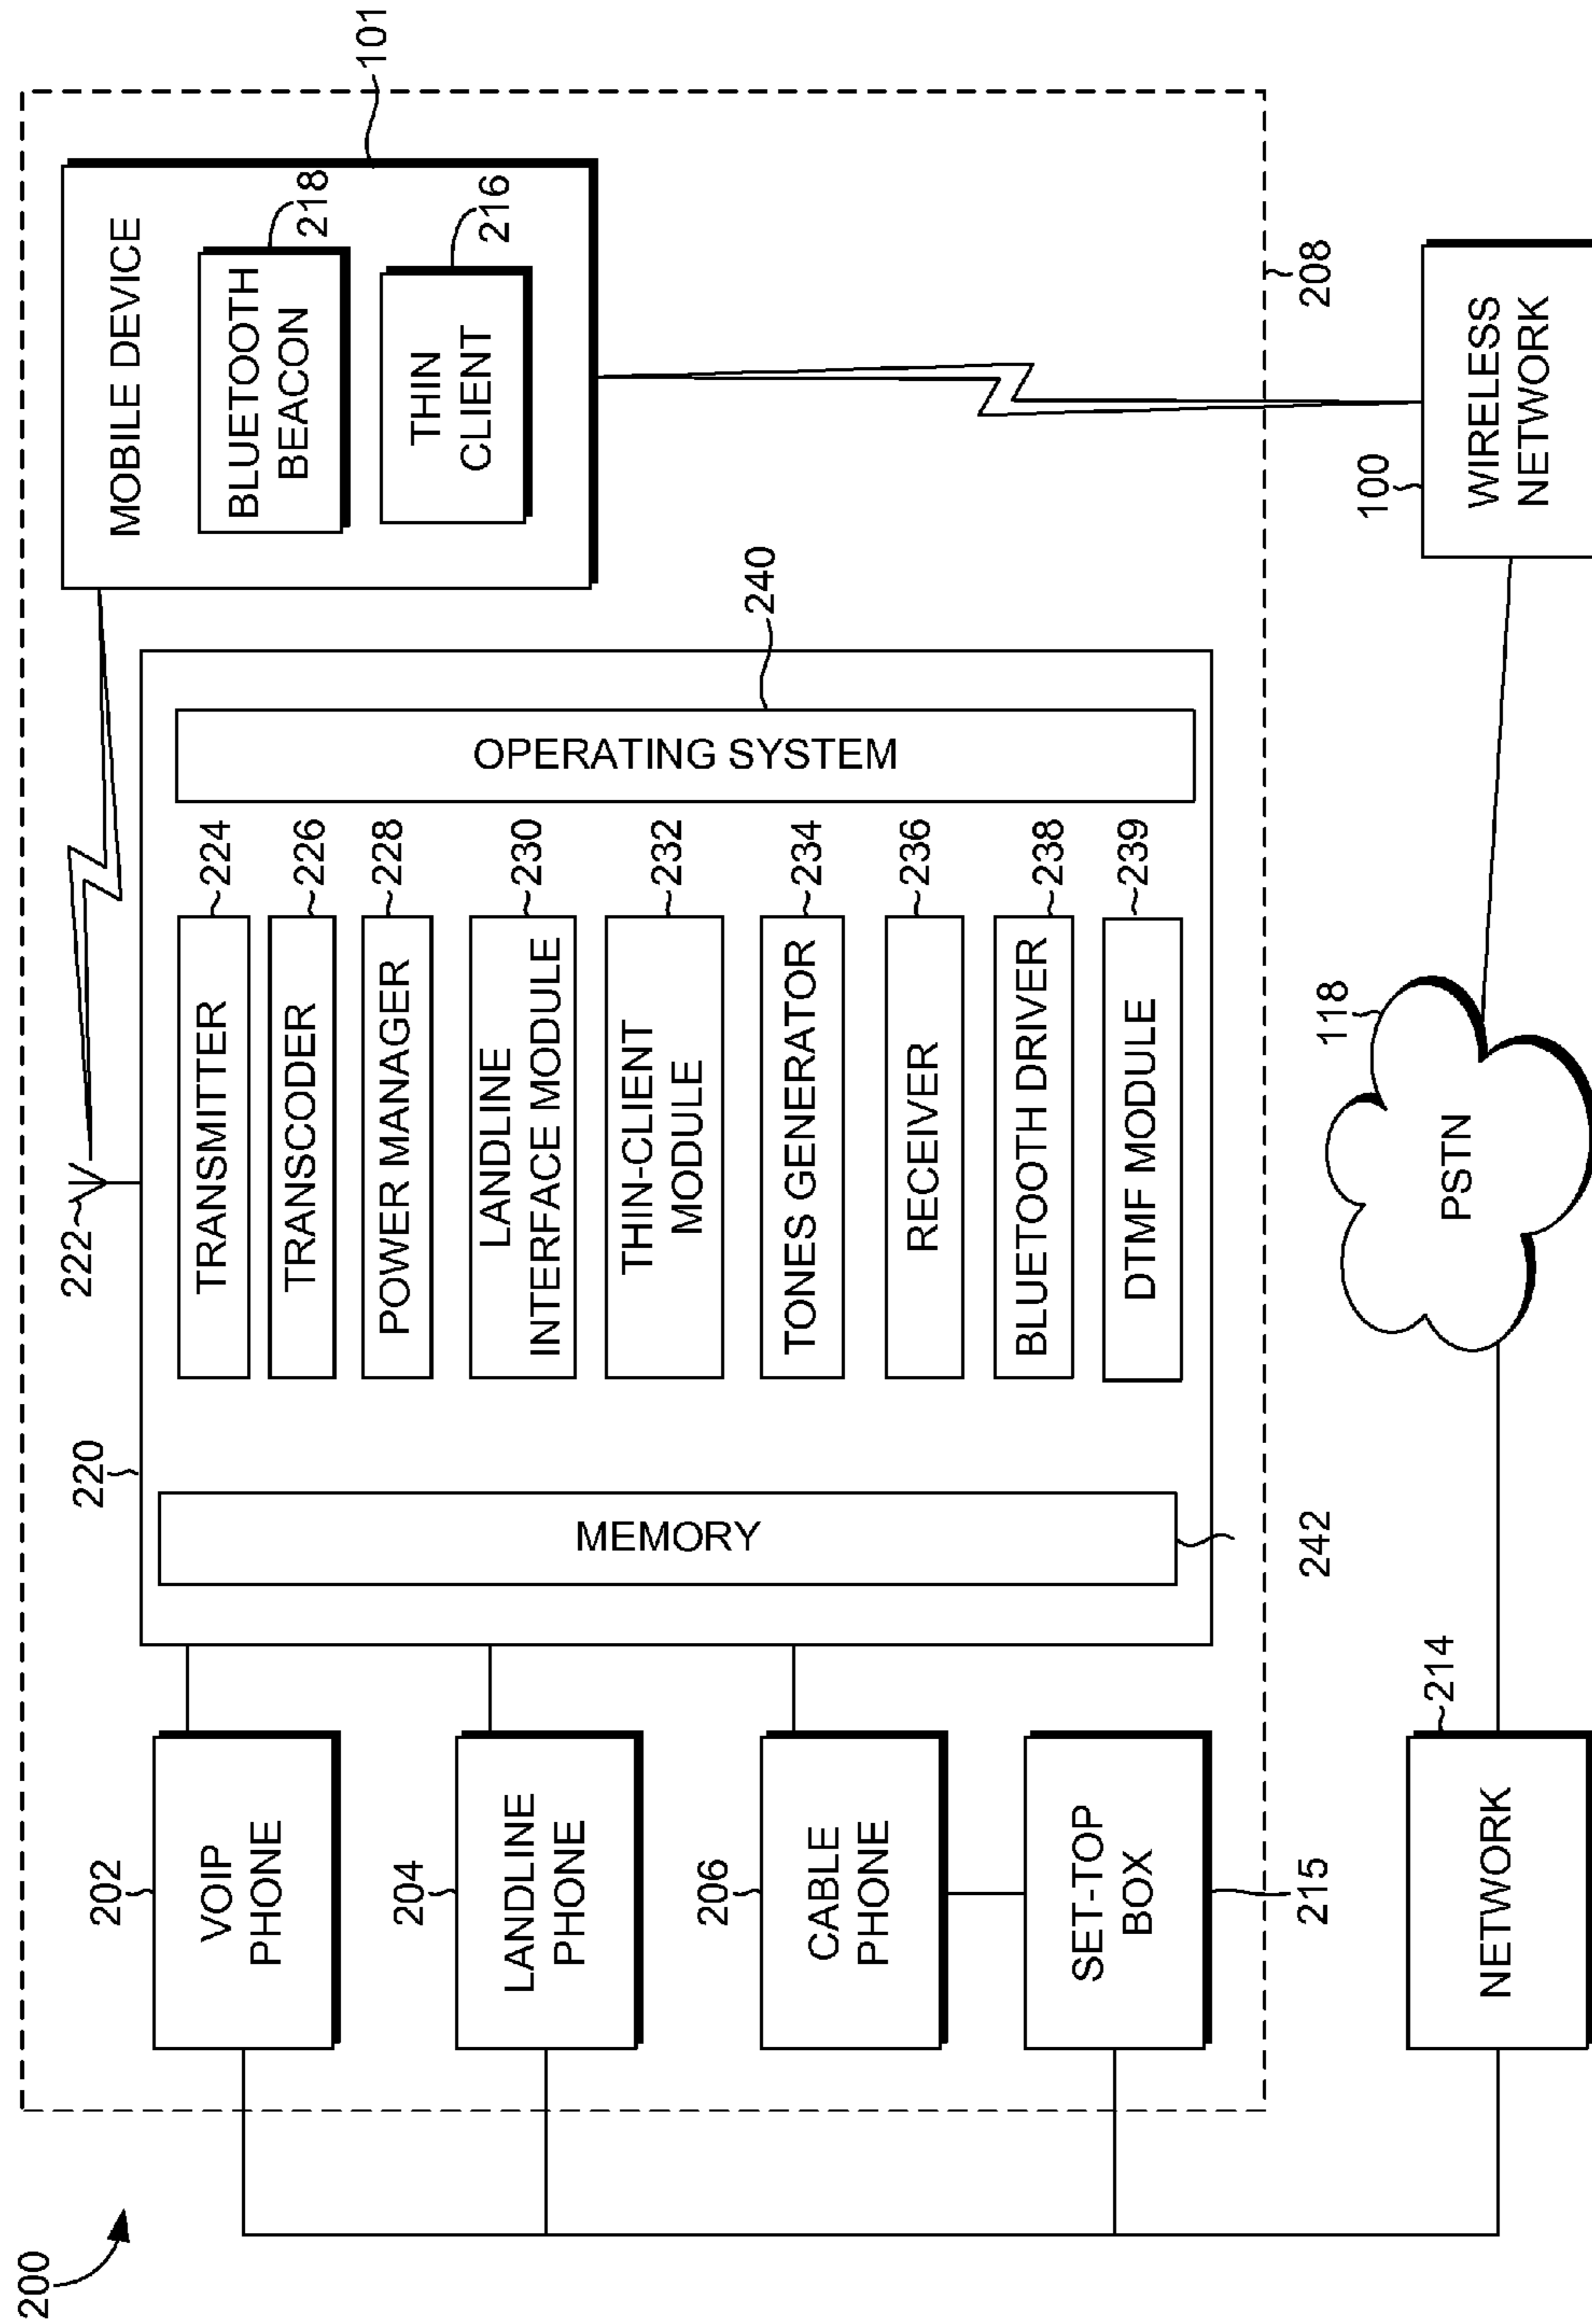 200
222
220
101
MOBILE DEVICE
BLUETOOTH
BEACON
218
THIN
CLIENT
216
202
VOIP
PHONE
204
LANDLINE
PHONE
206
CABLE
PHONE
SET-TOP
BOX
215
MEMORY
242
TRANSMITTER
224
TRANSCODER
226
POWER MANAGER
228
LANDLINE
INTERFACE MODULE
230
THIN-CLIENT
MODULE
232
TONES GENERATOR
234
RECEIVER
236
BLUETOOTH DRIVER
238
DTMF MODULE
239
OPERATING SYSTEM
240
208
214
NETWORK
118
PSTN
100
WIRELESS
NETWORK